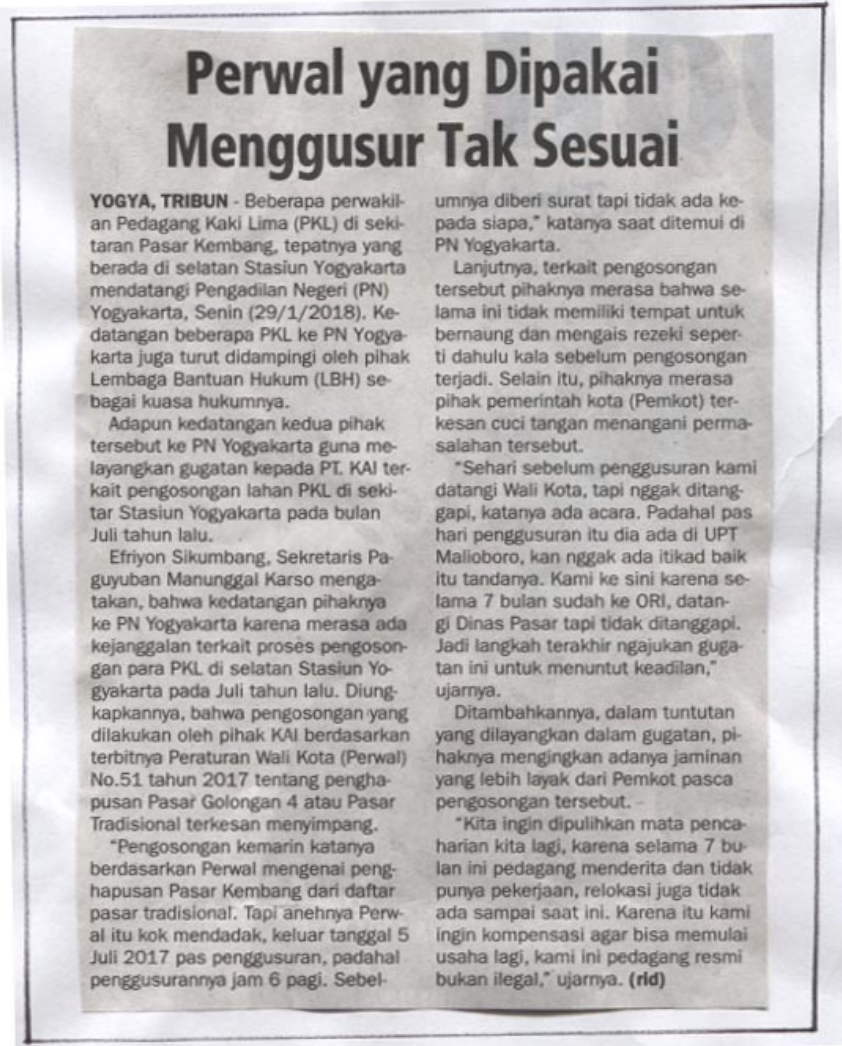 Perwal yang Dipakai
Menggusur Tak Sesuai
YOGYA, TRIBUN - Beberapa perwakil-
an Pedagang Kaki Lima (PKL) di seki-
taran Pasar Kembang, tepatnya yang
berada di selatan Stasiun Yogyakarta
mendatangi Pengadilan Negeri (PN)
Yogyakarta, Senin (29/1/2018). Ke-
datangan beberapa PKL ke PN Yogya-
karta juga turut didampingi oleh pihak
Lembaga Bantuan Hukum (LBH) se-
bagai kuasa hukumnya.
Adapun kedatangan kedua pihak
tersebut ke PN Yogyakarta guna me-
layangkan gugatan kepada PT. KAI ter-
kait pengosongan lahan PKL di seki-
tar Stasiun Yogyakarta pada bulan
Juli tahun lalu.
Efriyon Sikumbang, Sekretaris Pa-
guyuban Manunggal Karso menga-
takan, bahwa kedatangan pihaknya
ke PN Yogyakarta karena merasa ada
kejanggalan terkait proses pengoson-
gan para PKL di selatan Stasiun Yo-
gyakarta pada Juli tahun lalu. Diung-
kapkannya, bahwa pengosongan yang
dilakukan oleh pihak KAI berdasarkan
terbitnya Peraturan Wali Kota (Perwal)
No.51 tahun 2017 tentang pengha-
pusan Pasar Golongan 4 atau Pasar
Tradisional terkesan menyimpang.
"Pengosongan kemarin katanya
berdasarkan Perwal mengenai peng-
hapusan Pasar Kembang dari daftar
pasar tradisional. Tapi anehnya Perw-
al itu kok mendadak, keluar tanggal 5
Juli 2017 pas penggusuran, padahal
penggusurannya jam 6 pagi. Sebel-
umnya diberi surat tapi tidak ada ke-
pada siapa," katanya saat ditemui di
PN Yogyakarta.
Lanjutnya, terkait pengosongan
tersebut pihaknya merasa bahwa se-
lama ini tidak memiliki tempat untuk
bernaung dan mengais rezeki seper-
ti dahulu kala sebelum pengosongan
terjadi. Selain itu, pihaknya merasa
pihak pemerintah kota (Pemkot) ter-
kesan cuci tangan menangani perma-
salahan tersebut.
"Sehari sebelum penggusuran kami
datangi Wali Kota, tapi nggak ditang-
gapi, katanya ada acara. Padahal pas
hari penggusuran itu dia ada di UPT
Malioboro, kan nggak ada itikad baik
itu tandanya. Kami ke sini karena se-
lama 7 bulan sudah ke ORI, datan-
gi Dinas Pasar tapi tidak ditanggapi.
Jadi langkah terakhir ngajukan guga-
tan ini untuk menuntut keadilan,"
ujarnya.
Ditambahkannya, dalam tuntutan
yang dilayangkan dalam gugatan, pi-
haknya mengingkan adanya jaminan
yang lebih layak dari Pemkot pasca
pengosongan tersebut.
"Kita ingin dipulihkan mata penca-
harian kita lagi, karena selama 7 bu-
lan ini pedagang menderita dan tidak
punya pekerjaan, relokasi juga tidak
ada sampai saat ini. Karena itu kami
ingin kompensasi agar bisa memulai
usaha lagi, kami ini pedagang resmi
bukan ilegal," ujarnya. (rid)